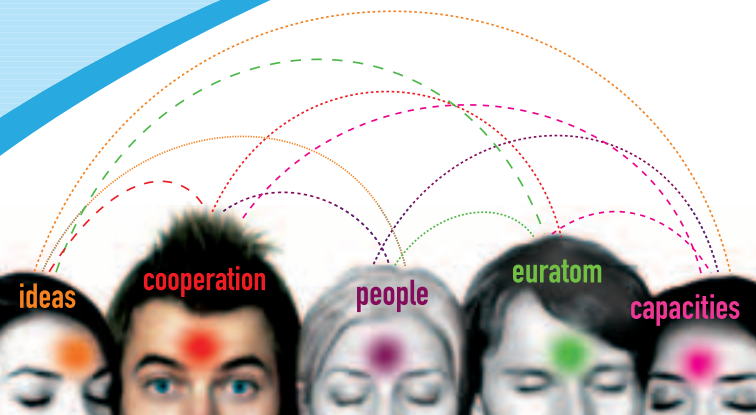 ideas
cooperation
people
euratom
capacities